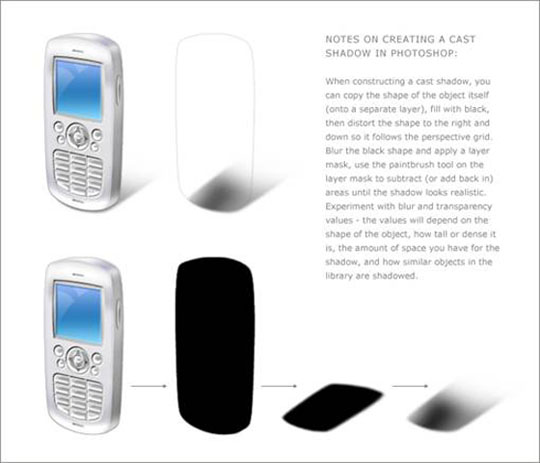 NOTES ON CREATING A CAST
SHADOW IN PHOTOSHOP:
When constructing a cast shadow, you
can copy the shape of the object itself
(onto a separate layer), fill with black,
then distort the shape to the right and
down so it follows the perspective grid.
Blur the black shape and apply a layer
mask, use the paintbrush tool on the
layer mask to subtract (or add back in)
areas until the shadow looks realistic.
Experiment with blur and transparency
values - the values will depend on the
shape of the object, how tall or dense it
is, the amount of space you have for the
shadow, and how similar objects in the
library are shadowed.